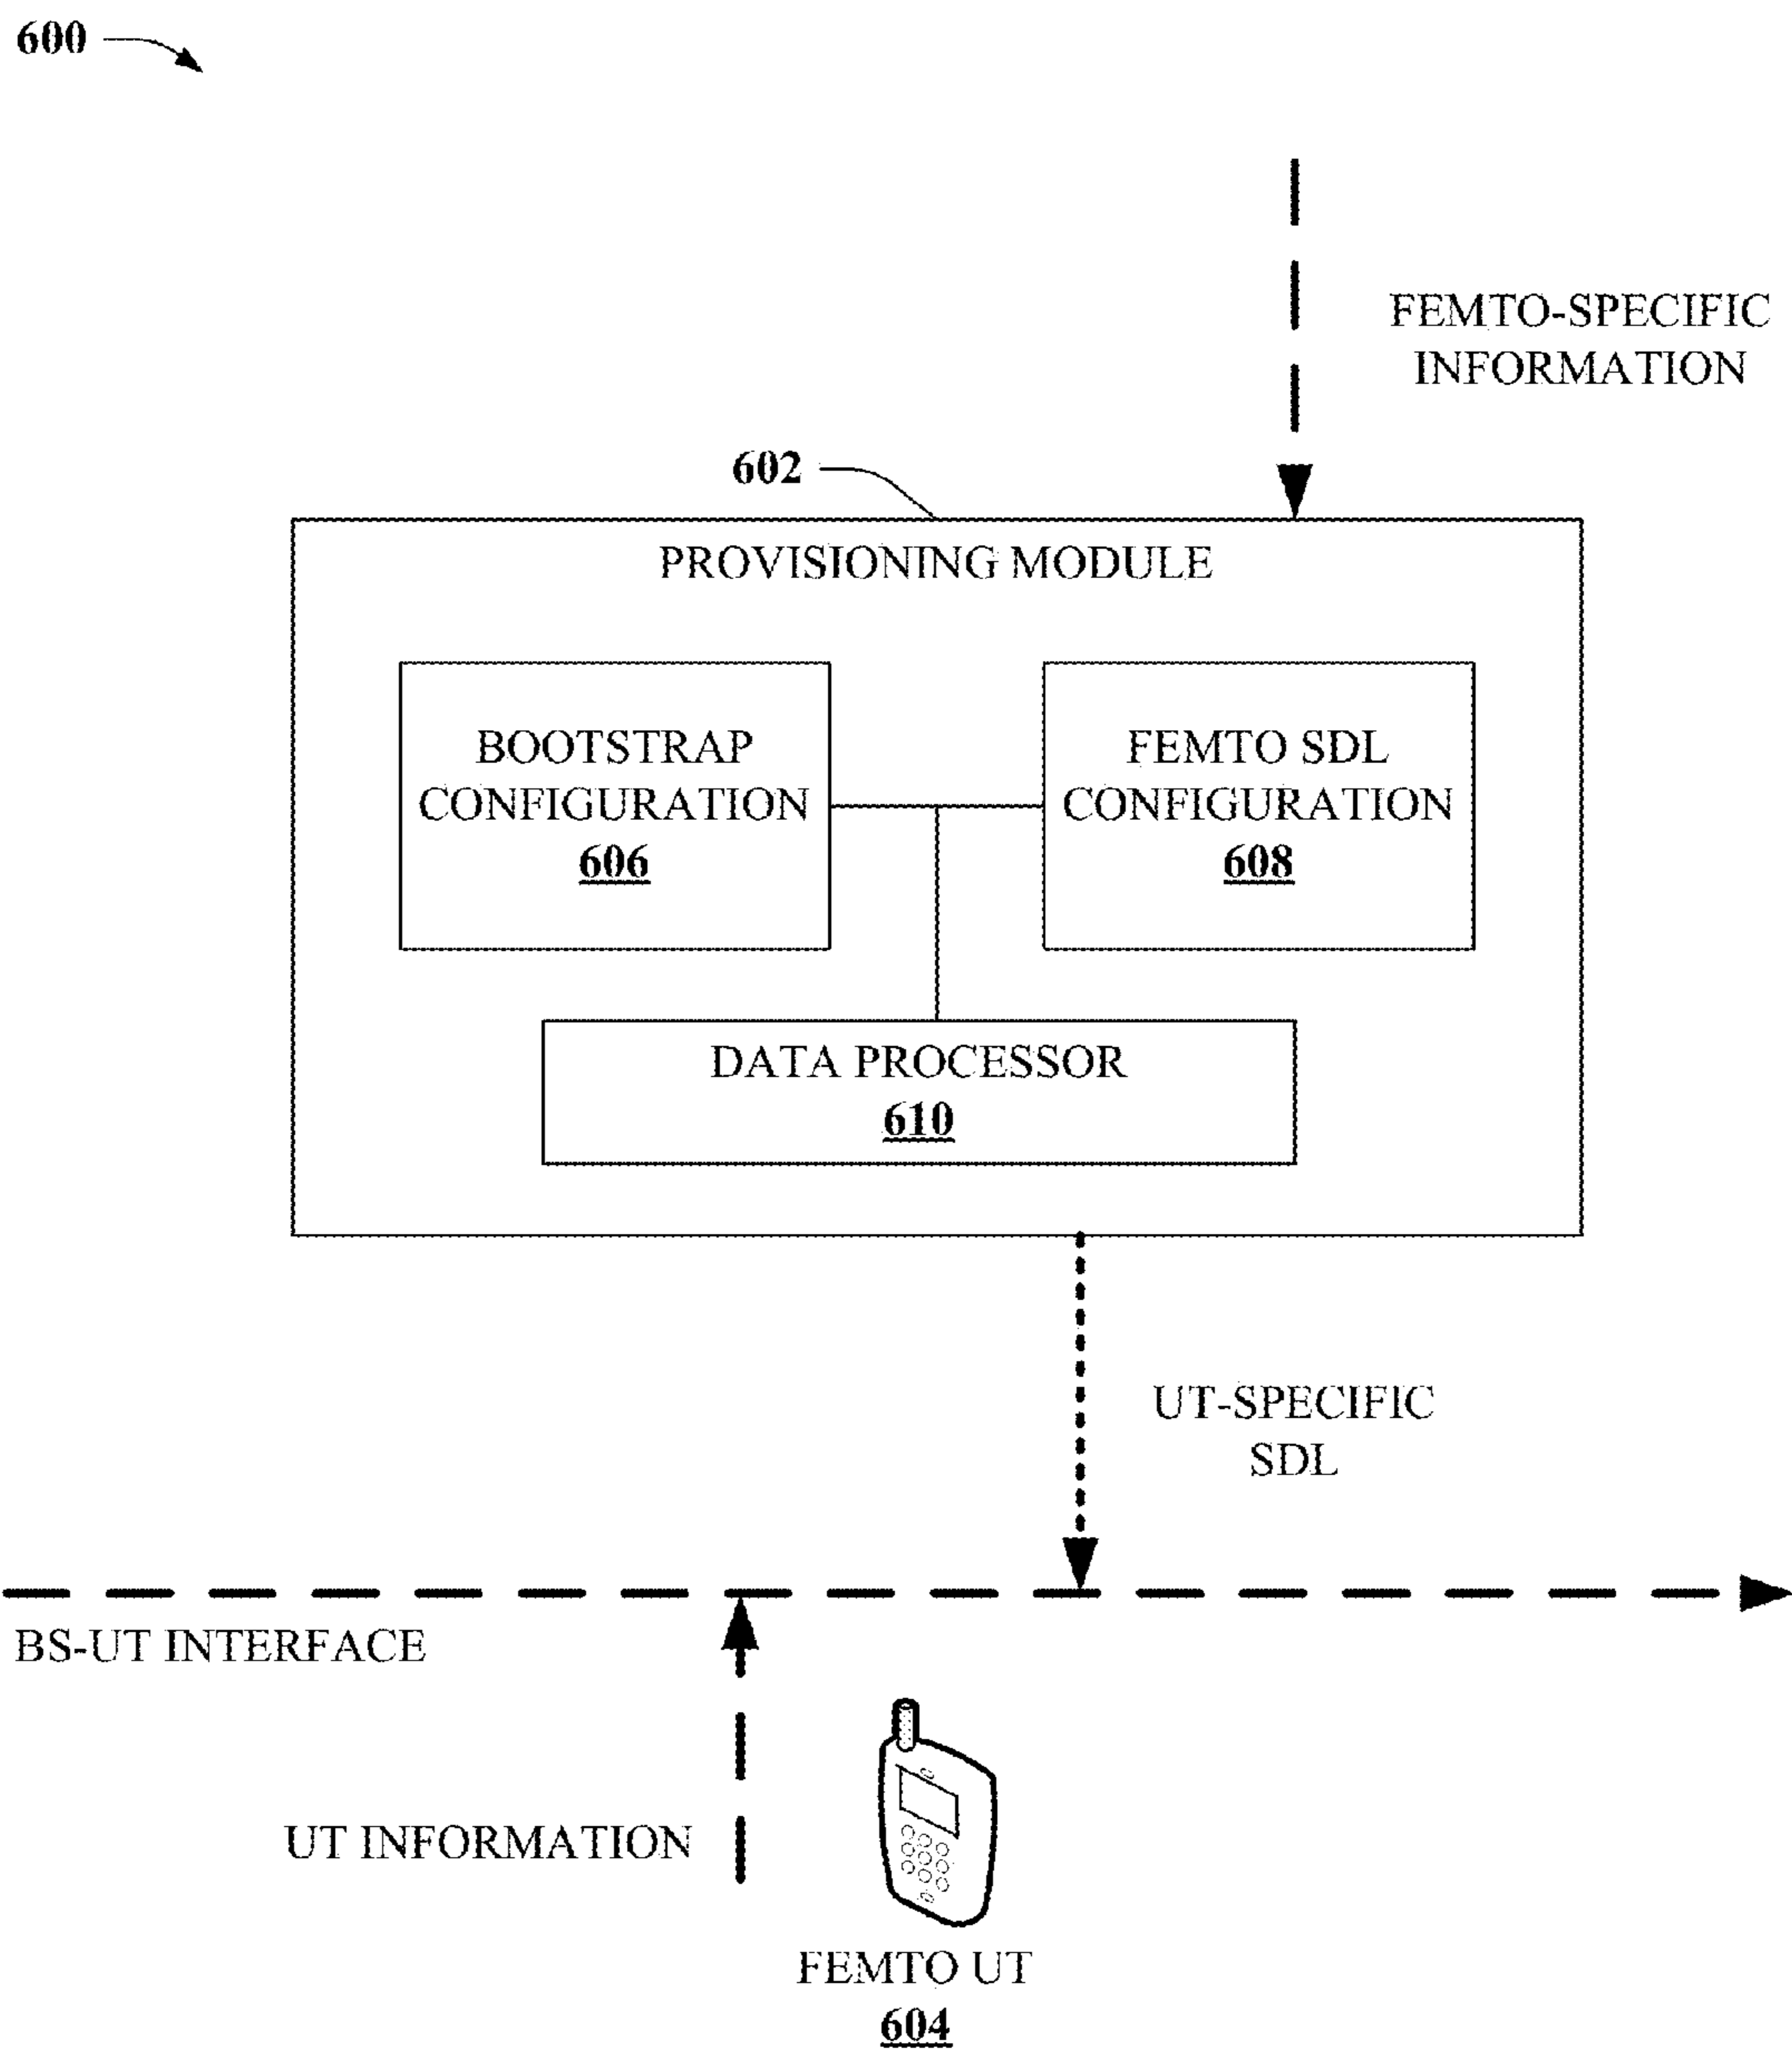 600
FEMTO-SPECIFIC
INFORMATION
602
PROVISIONING MODULE
BOOTSTRAP
CONFIGURATION
606
FEMTO SDL
CONFIGURATION
608
DATA PROCESSOR
610
UT-SPECIFIC
SDL
BS-UT INTERFACE
UT INFORMATION
FEMTO UT
604